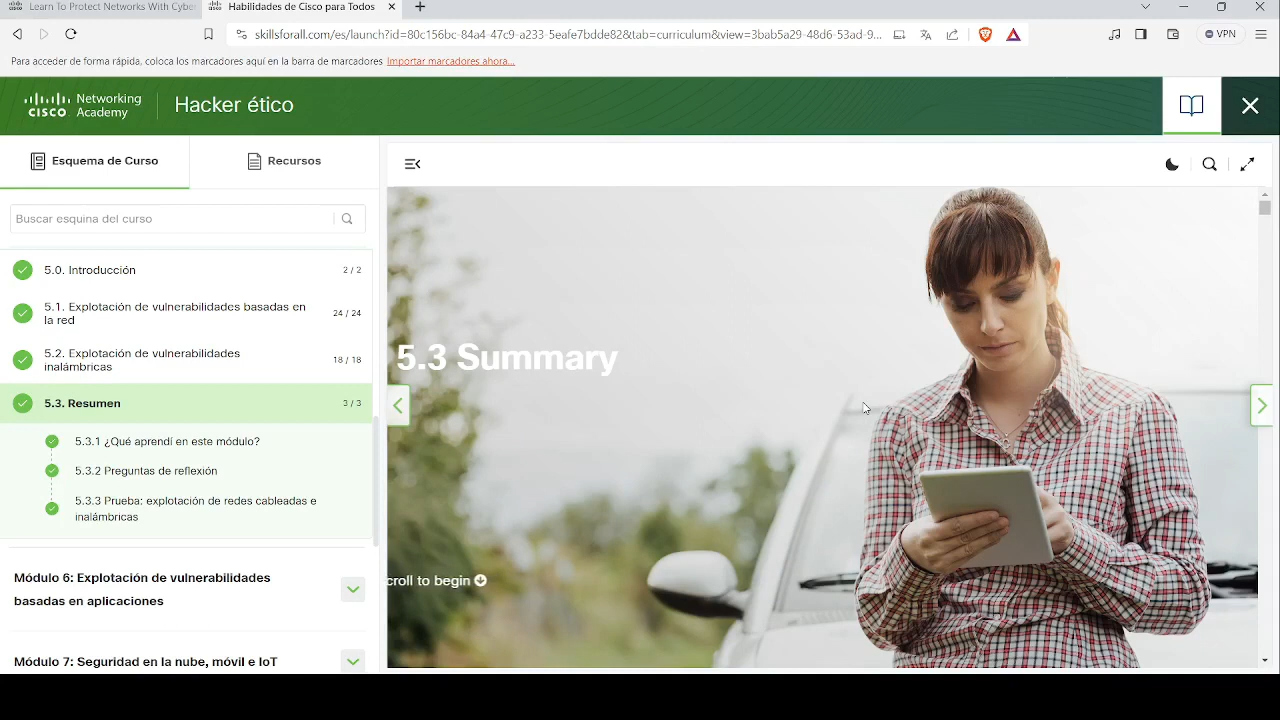 Learn To Protect Networks With Cybe
Habilidades de Cisco para Todos
skillsforall.com/es/launch?id=80c156bc-84a4-47c9-a233-5eafe7bdde82&tab=curriculum&view=3bab5a29-48d6-53ad-9...
VPN
Para acceder de forma rápida, coloca los marcadores aquí en la barra de marcadores Importar marcadores ahora...
CISCO Networking Academy
Hacker ético
Esquema de Curso
Recursos
Buscar esquina del curso
5.0. Introducción 2 / 2
5.1. Explotación de vulnerabilidades basadas en
la red 24 / 24
5.2. Explotación de vulnerabilidades
inalámbricas 18 / 18
5.3. Resumen 3 / 3
5.3.1 ¿Qué aprendí en este módulo?
5.3.2 Preguntas de reflexión
5.3.3 Prueba: explotación de redes cableadas e
inalámbricas
Módulo 6: Explotación de vulnerabilidades
basadas en aplicaciones
Módulo 7: Seguridad en la nube, móvil e IoT
5.3 Summary
croll to begin